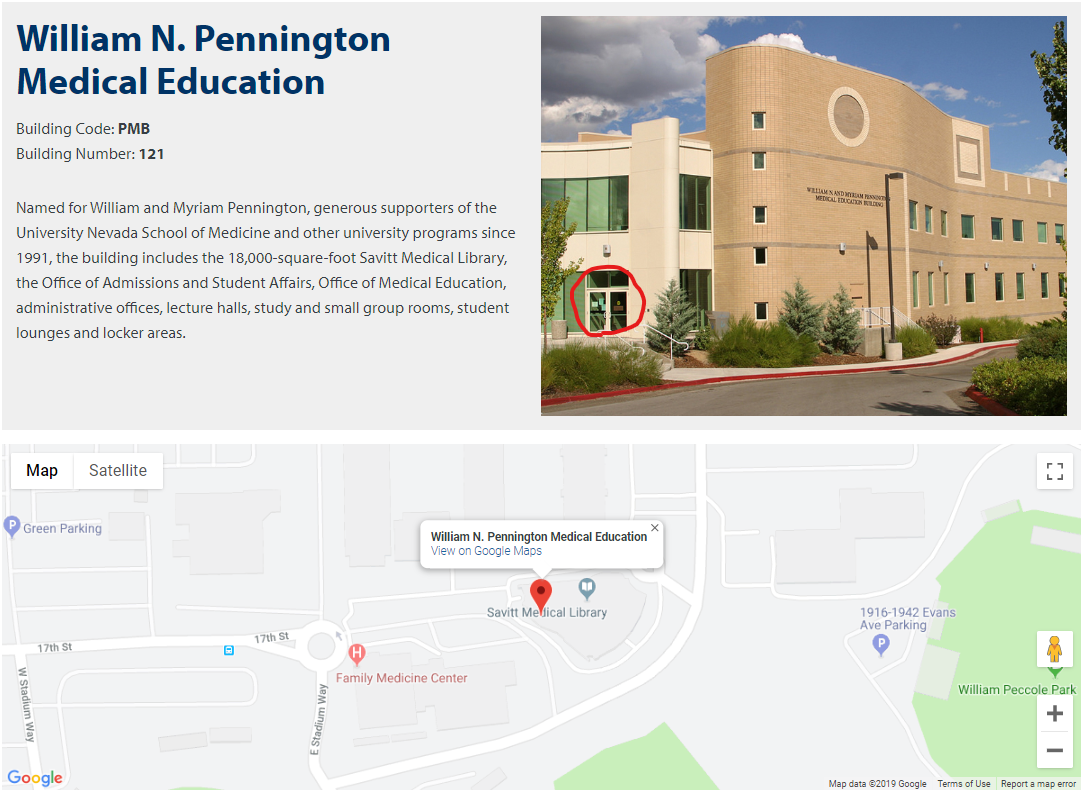 William N. Pennington
Medical Education
Building Code: PMB
Building Number: 121
Named for William and Myriam Pennington, generous supporters of the
University Nevada School of Medicine and other university programs since
1991, the building includes the 18,000-square-foot Savitt Medical Library,
the Office of Admissions and Student Affairs, Office of Medical Education,
administrative offices, lecture halls, study and small group rooms, student
lounges and locker areas.
WILLIAM N AND MYRIAM PENNINGTON
MEDICAL EDUCATION BUILDING
Map
Satellite
P
Green Parking
William N. Pennington Medical Education
View on Google Maps
Savitt Medical Library
1916-1942 Evans
Ave Parking
P
17th St
17th St
H
Family Medicine Center
W Stadium Way
E Stadium Way
William Peccole Park
Google
Map data ©2019 Google
Terms of Use
Report a map error